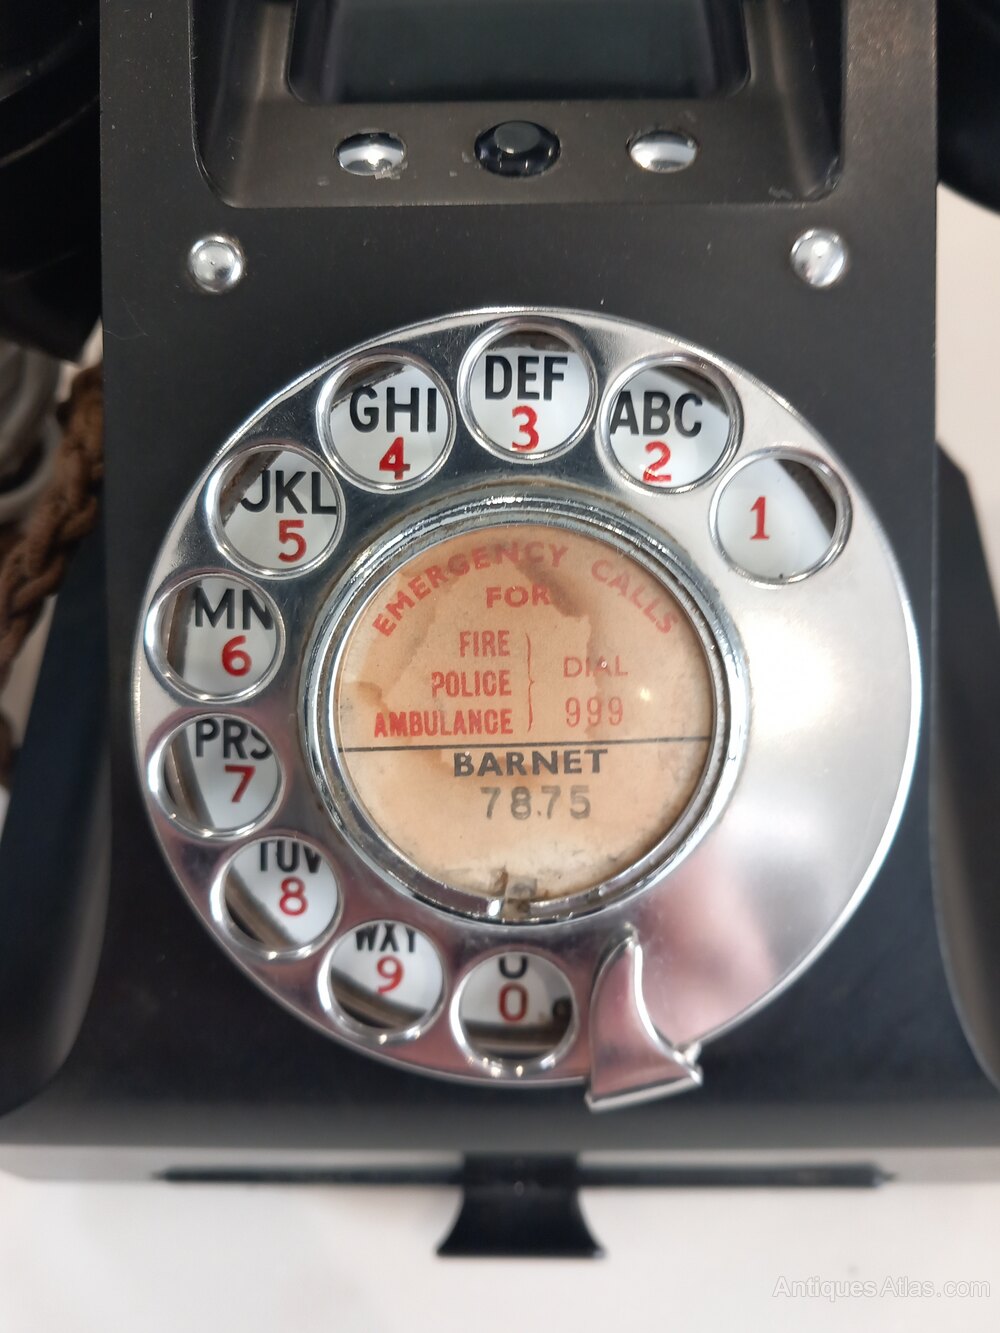 DEF
3
GHI
4
ABC
2
JKL
5
1
MN
6
PRS
7
TUV
8
WXY
9
O
0
EMERGENCY CALLS
FOR
FIRE
POLICE
AMBULANCE
DIAL
999
BARNET
7875
AntiquesAtlas.com